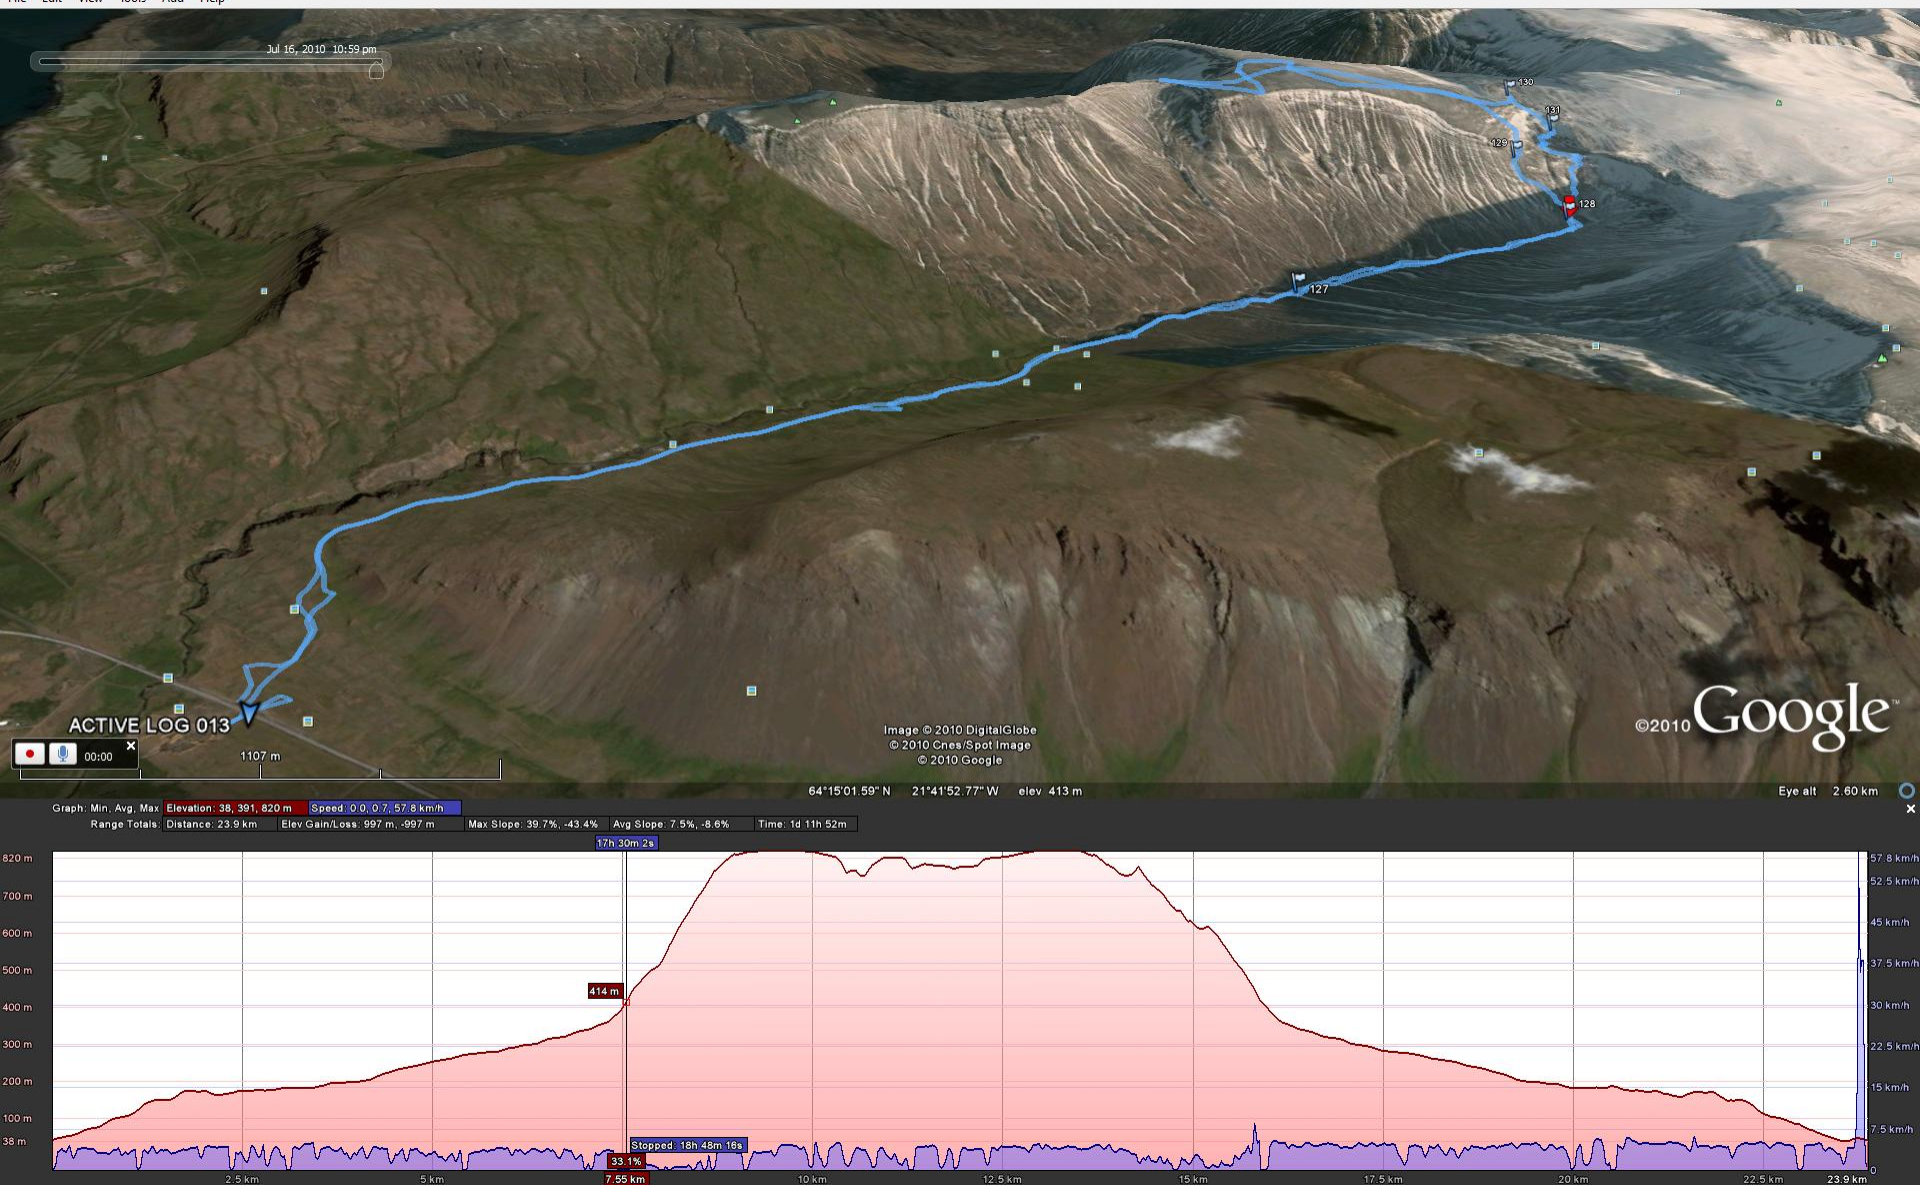 File Edit View Tools Add Help
Jul 16, 2010 10:59 pm
130
131
129
128
127
ACTIVE LOG 013
00:00
1107 m
Image © 2010 DigitalGlobe
© 2010 Cnes/Spot Image
© 2010 Google
©2010 Google™
64°15'01.59" N 21°41'52.77" W elev 413 m
Eye alt 2.60 km
Graph: Min, Avg, Max Elevation: 38, 391, 820 m Speed: 0.0, 0.7, 57.8 km/h
Range Totals: Distance: 23.9 km Elev Gain/Loss: 997 m, -997 m Max Slope: 39.7%, -43.4% Avg Slope: 7.5%, -8.6% Time: 1d 11h 52m
17h 30m 2s
820 m
700 m
600 m
500 m
400 m
300 m
200 m
100 m
38 m
414 m
Stopped: 18h 48m 16s
33.1%
57.8 km/h
52.5 km/h
45 km/h
37.5 km/h
30 km/h
22.5 km/h
15 km/h
7.5 km/h
0
2.5 km 5 km 7.55 km 10 km 12.5 km 15 km 17.5 km 20 km 22.5 km 23.9 km